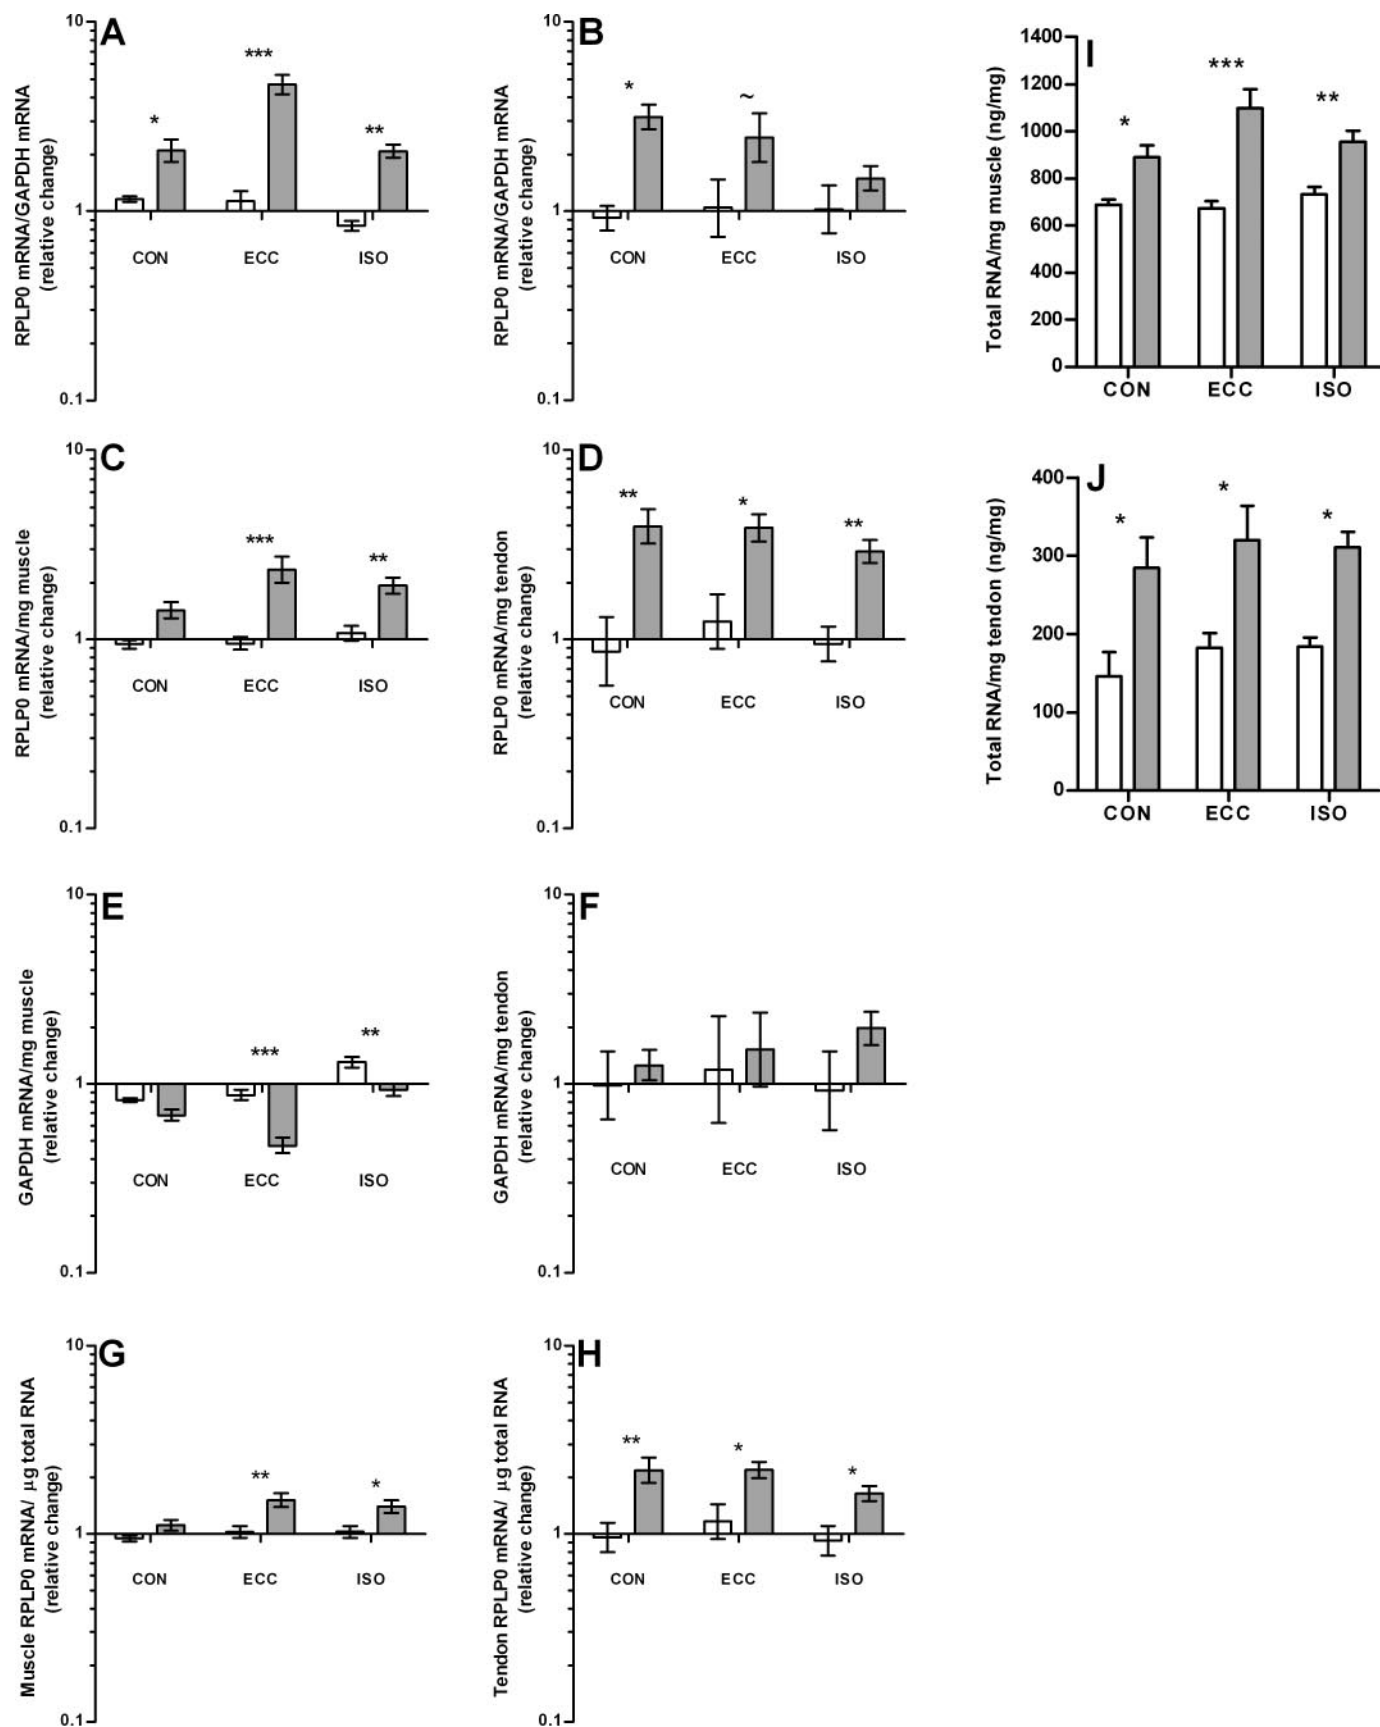 A
RPLP0 mRNA/GAPDH mRNA
(relative change)
10
1
0.1
*
***
**
CON ECC ISO
B
RPLP0 mRNA/GAPDH mRNA
(relative change)
10
1
0.1
*
~
CON ECC ISO
I
Total RNA/mg muscle (ng/mg)
1400
1200
1000
800
600
400
200
0
*
***
**
CON ECC ISO
C
RPLP0 mRNA/mg muscle
(relative change)
10
1
0.1
***
**
CON ECC ISO
D
RPLP0 mRNA/mg tendon
(relative change)
10
1
0.1
**
*
**
CON ECC ISO
J
Total RNA/mg tendon (ng/mg)
400
300
200
100
0
*
*
*
CON ECC ISO
E
GAPDH mRNA/mg muscle
(relative change)
10
1
0.1
***
**
CON ECC ISO
F
GAPDH mRNA/mg tendon
(relative change)
10
1
0.1
CON ECC ISO
G
Muscle RPLP0 mRNA/ µg total RNA
(relative change)
10
1
0.1
**
*
CON ECC ISO
H
Tendon RPLP0 mRNA/ µg total RNA
(relative change)
10
1
0.1
**
*
*
CON ECC ISO